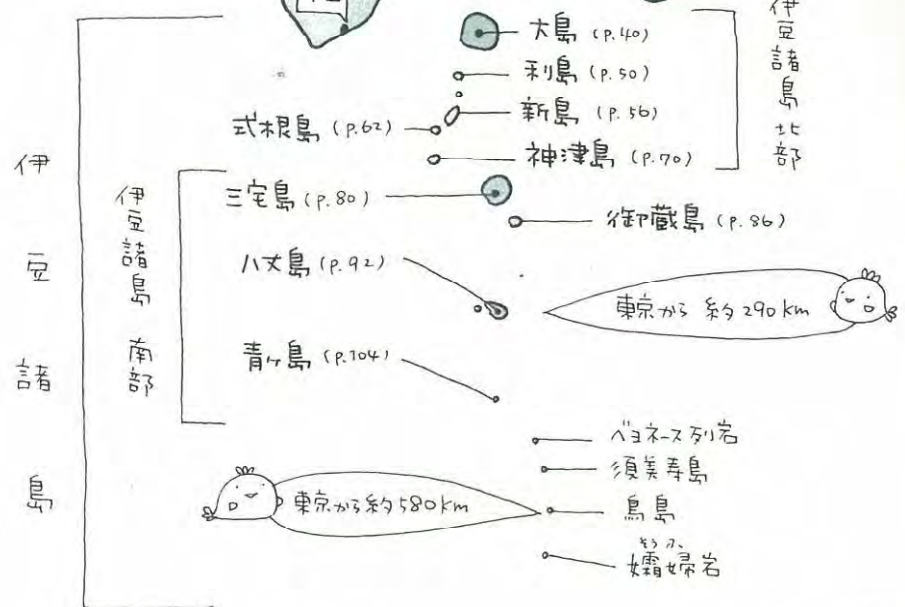 伊豆諸島
伊豆諸島北部
大島 (P.40)
利島 (P.50)
新島 (P.56)
式根島 (P.62)
神津島 (P.70)
伊豆諸島 南部
三宅島 (P.80)
御蔵島 (P.86)
八丈島 (P.92)
東京から 約290km
青ヶ島 (P.104)
ベヨネース列岩
須美寿島
東京から約580km
鳥島
そうふ
孀婦岩